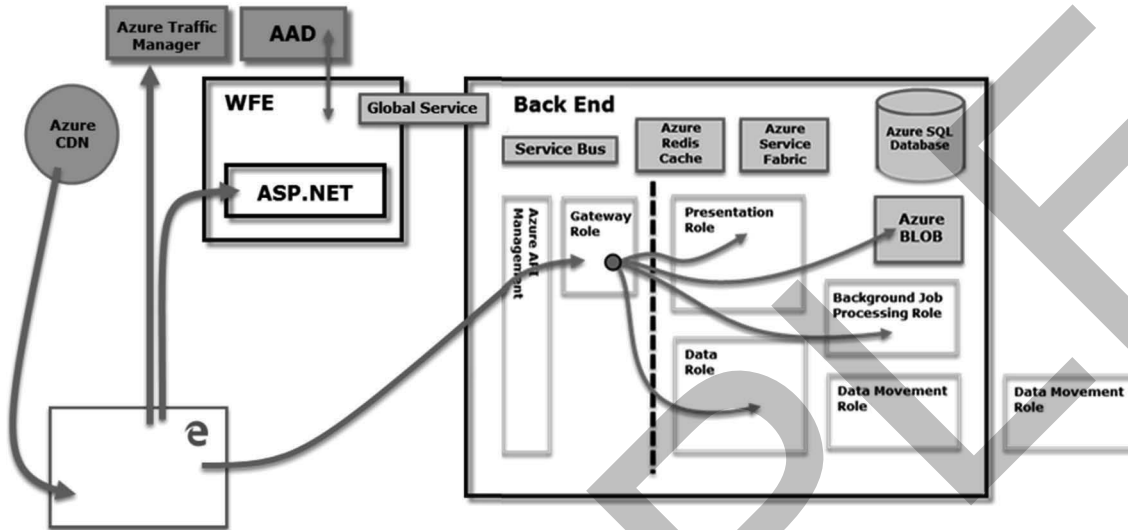 Azure Traffic
Manager
AAD
Azure
CDN
WFE
Global Service
ASP.NET
e
Back End
Service Bus
Azure
Redis
Cache
Azure
Service
Fabric
Azure SQL
Database
Azure API
Management
Gateway
Role
Presentation
Role
Azure
BLOB
Background Job
Processing Role
Data
Role
Data Movement
Role
Data Movement
Role